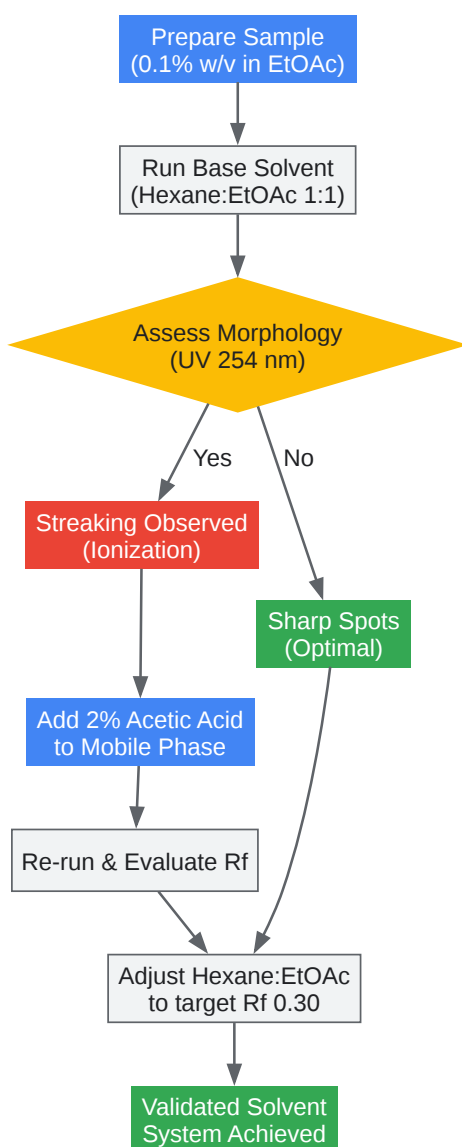 Prepare Sample
(0.1% w/v in EtOAc)
Run Base Solvent
(Hexane:EtOAc 1:1)
Assess Morphology
(UV 254 nm)
Yes
No
Streaking Observed
(Ionization)
Sharp Spots
(Optimal)
Add 2% Acetic Acid
to Mobile Phase
Re-run & Evaluate Rf
Adjust Hexane:EtOAc
to target Rf 0.30
Validated Solvent
System Achieved